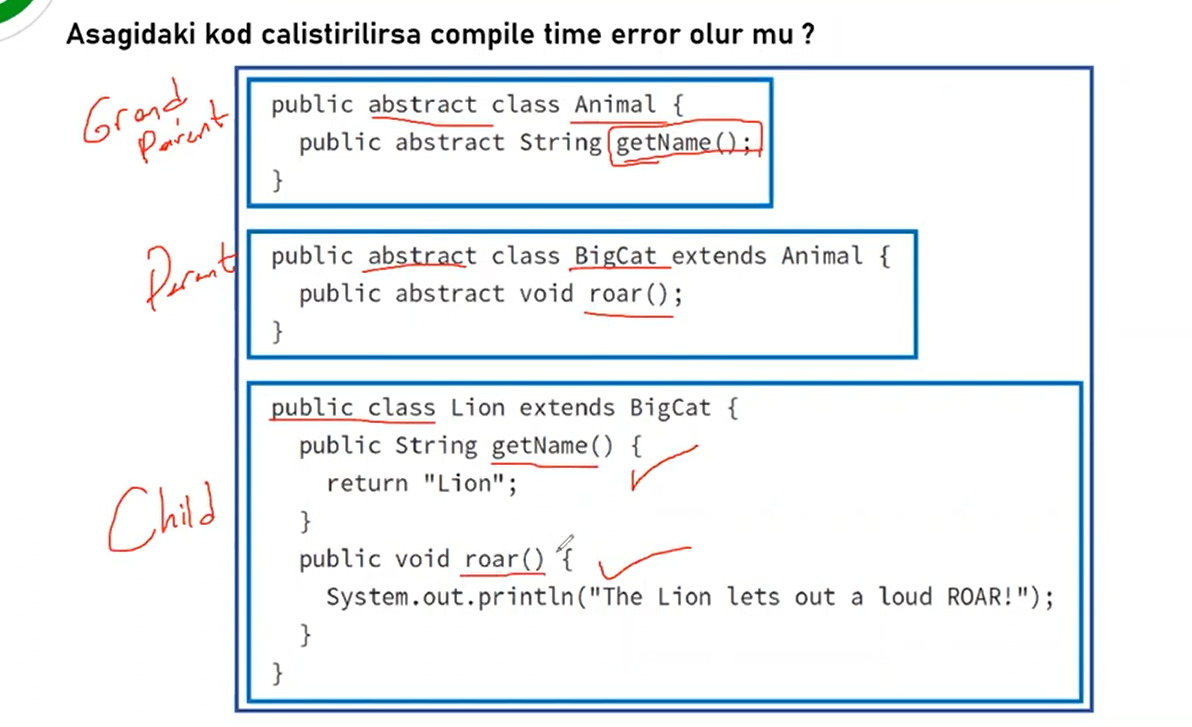 Asagidaki kod calistirilirsa compile time error olur mu ?
Grand
Parent
public abstract class Animal {
public abstract String getName();
}
Parent
public abstract class BigCat extends Animal {
public abstract void roar();
}
Child
public class Lion extends BigCat {
public String getName() {
return "Lion";
}
public void roar() {
System.out.println("The Lion lets out a loud ROAR!");
}
}